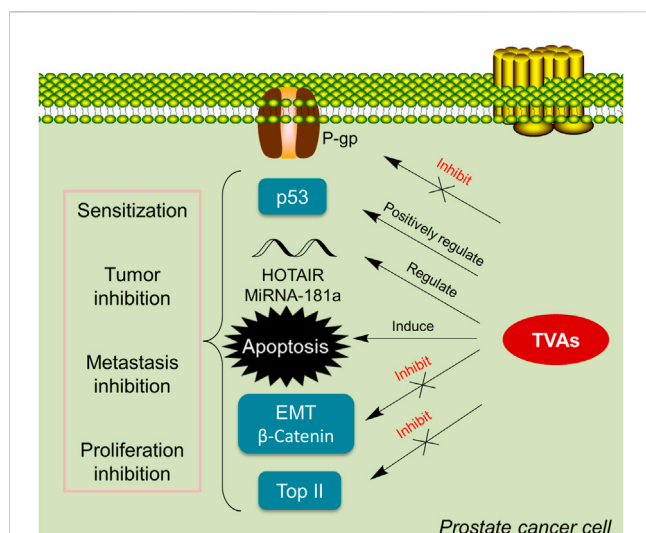 P-gp
Inhibit
p53
Positively regulate
Sensitization
HOTAIR
MiRNA-181a
Regulate
Tumor
inhibition
Apoptosis
Induce
TVAs
Metastasis
inhibition
Inhibit
EMT
β-Catenin
Inhibit
Proliferation
inhibition
Top II
Prostate cancer cell